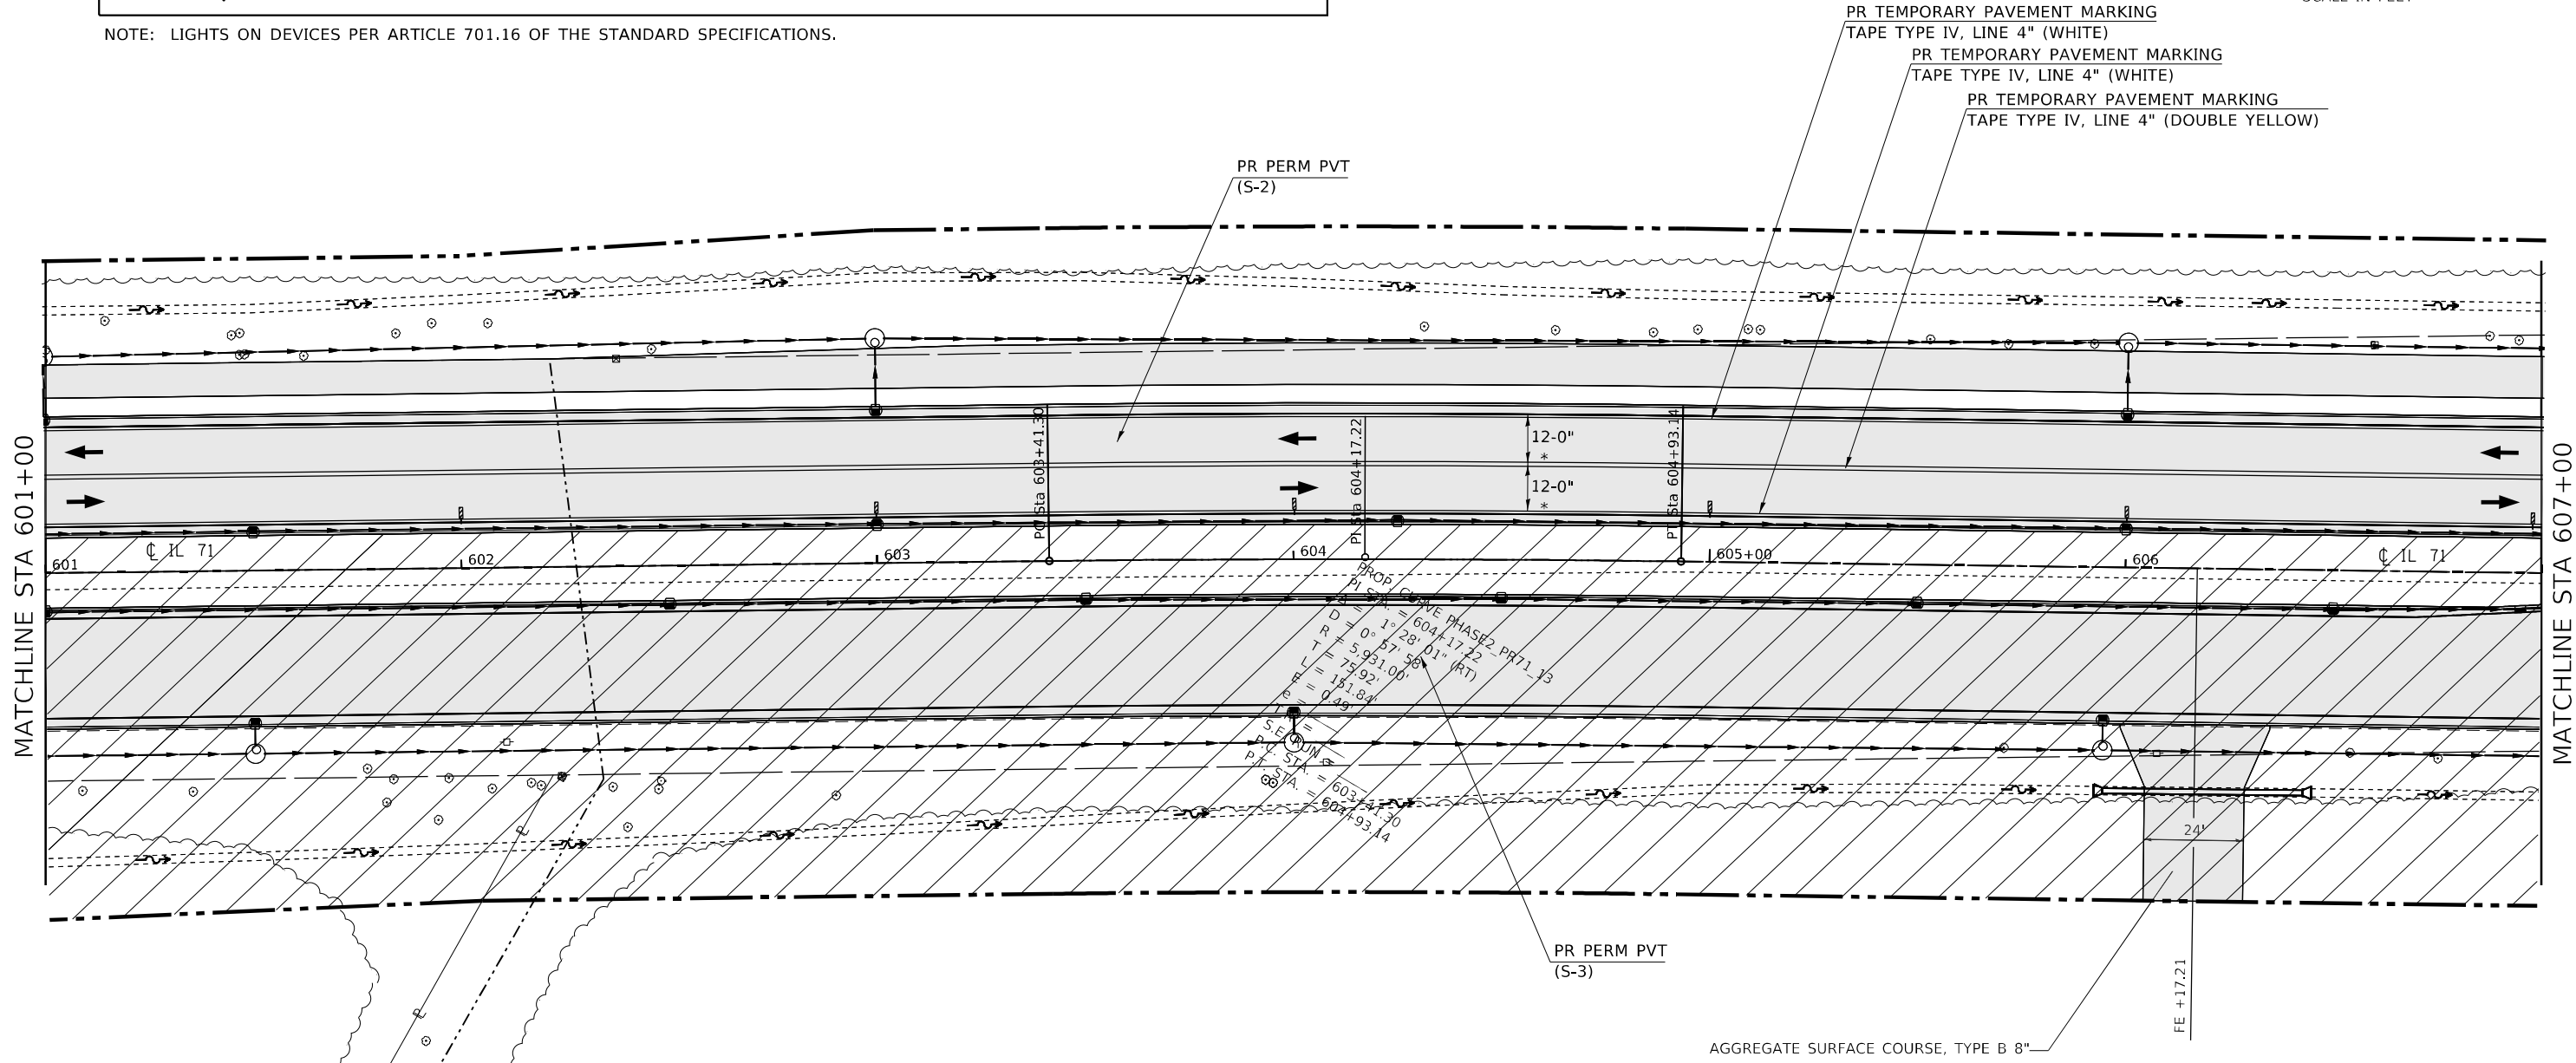 NOTE: LIGHTS ON DEVICES PER ARTICLE 701.16 OF THE STANDARD SPECIFICATIONS.
PR TEMPORARY PAVEMENT MARKING
TAPE TYPE IV, LINE 4" (WHITE)
PR TEMPORARY PAVEMENT MARKING
TAPE TYPE IV, LINE 4" (WHITE)
PR TEMPORARY PAVEMENT MARKING
TAPE TYPE IV, LINE 4" (DOUBLE YELLOW)
PR PERM PVT
(S-2)
MATCHLINE STA 601+00
PC Sta 603+41.30
PI Sta 604+17.22
PT Sta 604+93.14
12-0"
*
12-0"
*
MATCHLINE STA 607+00
℄ IL 71
℄ IL 71
601
602
603
604
605+00
606
PROP. CURVE PHASE2_PR71_13
PI STA. = 604+17.22
= 1° 28' 01" (RT)
D = 0° 57' 58"
R = 5,931.00'
T = 75.92'
L = 151.84'
E = 0.49'
e =
T.R. =
S.E. RUN =
P.C. STA. = 603+41.30
P.T. STA. = 604+93.14
24'
PR PERM PVT
(S-3)
FE +17.21
AGGREGATE SURFACE COURSE, TYPE B 8"